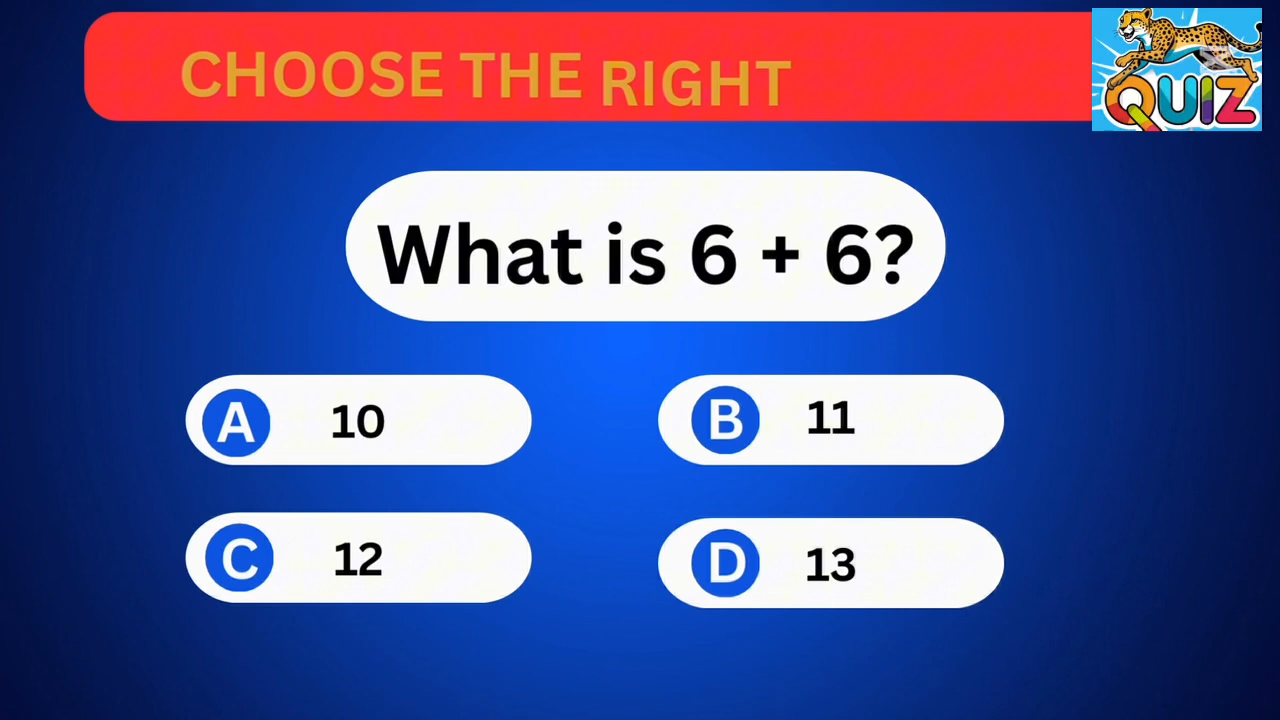 CHOOSE THE RIGHT
QUIZ
What is 6 + 6?
A 10
B 11
C 12
D 13